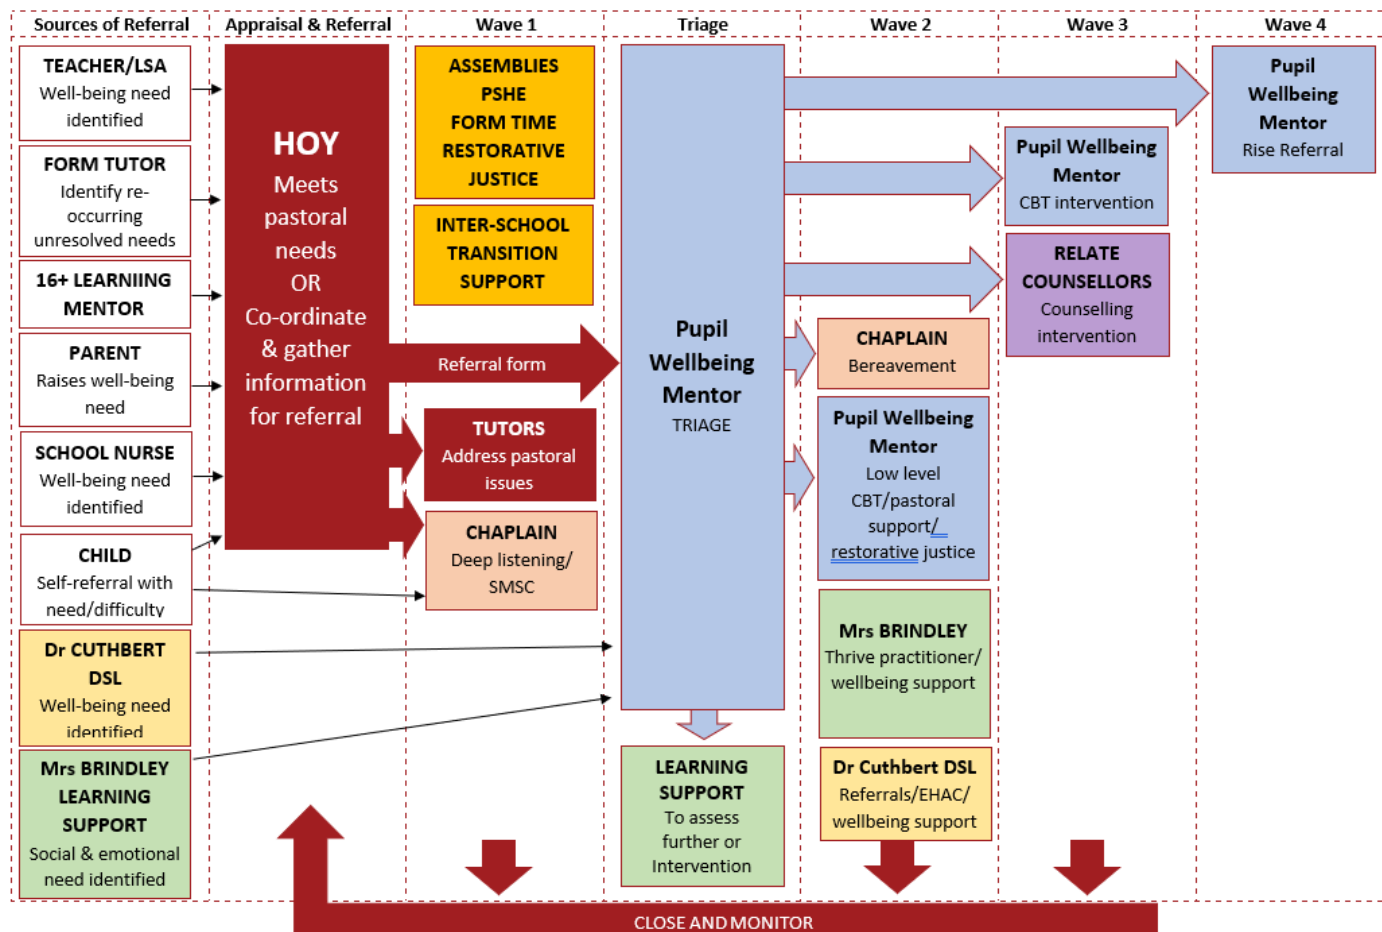 Sources of Referral
Appraisal & Referral
Wave 1
Triage
Wave 2
Wave 3
Wave 4
TEACHER/LSA
Well-being need
identified
FORM TUTOR
Identify re-
occurring
unresolved needs
16+ LEARNIING
MENTOR
PARENT
Raises well-being
need
SCHOOL NURSE
Well-being need
identified
CHILD
Self-referral with
need/difficulty
Dr CUTHBERT
DSL
Well-being need
identified
Mrs BRINDLEY
LEARNING
SUPPORT
Social & emotional
need identified
HOY
Meets
pastoral
needs
OR
Co-ordinate
& gather
information
for referral
ASSEMBLIES
PSHE
FORM TIME
RESTORATIVE
JUSTICE
INTER-SCHOOL
TRANSITION
SUPPORT
Referral form
TUTORS
Address pastoral
issues
CHAPLAIN
Deep listening/
SMSC
Pupil
Wellbeing
Mentor
TRIAGE
LEARNING
SUPPORT
To assess
further or
Intervention
CHAPLAIN
Bereavement
Pupil Wellbeing
Mentor
Low level
CBT/pastoral
support/
restorative justice
Mrs BRINDLEY
Thrive practitioner/
wellbeing support
Dr Cuthbert DSL
Referrals/EHAC/
wellbeing support
Pupil Wellbeing
Mentor
CBT intervention
RELATE
COUNSELLORS
Counselling
intervention
Pupil
Wellbeing
Mentor
Rise Referral
CLOSE AND MONITOR